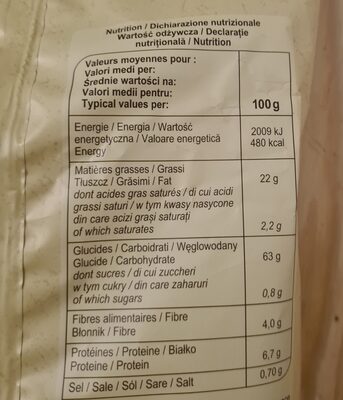 Nutrition / Dichiarazione nutrizionale
Wartość odżywcza / Declarație
nutrițională / Nutrition
Valeurs moyennes pour :
Valori medi per:
Średnie wartości na:
Valori medii pentru:
Typical values per:
100 g
Energie / Energia / Wartość
energetyczna / Valoare energetică
Energy
2009 kJ
480 kcal
Matières grasses / Grassi
Tłuszcz / Grăsimi / Fat
22 g
dont acides gras saturés / di cui acidi
grassi saturi / w tym kwasy nasycone
din care acizi grași saturați
of which saturates
2,2 g
Glucides / Carboidrati / Węglowodany
Glucide / Carbohydrate
63 g
dont sucres / di cui zuccheri
w tym cukry / din care zaharuri
of which sugars
0,8 g
Fibres alimentaires / Fibre
Błonnik / Fibre
4,0 g
Protéines / Proteine / Białko
Proteine / Protein
6,7 g
Sel / Sale / Sól / Sare / Salt
0,70 g